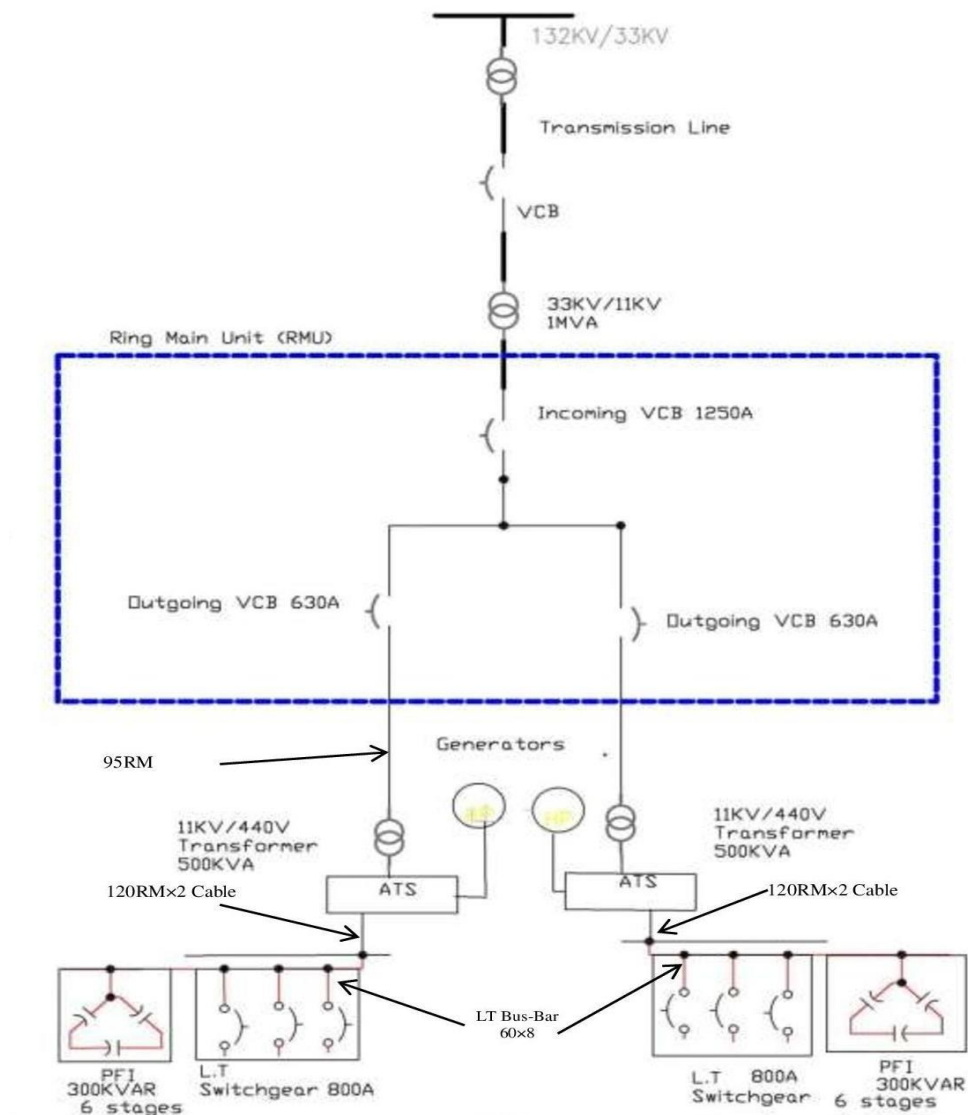 132KV/33KV
Transmission Line
VCB
33KV/11KV
1MVA
Ring Main Unit (RMU)
Incoming VCB 1250A
Outgoing VCB 630A
Outgoing VCB 630A
95RM
Generators
11KV/440V
Transformer
500KVA
11KV/440V
Transformer
500KVA
ATS
ATS
120RM×2 Cable
120RM×2 Cable
LT Bus-Bar
60×8
PFI
300KVAR
6 stages
L.T
Switchgear 800A
L.T 800A
Switchgear
PFI
300KVAR
6 stages